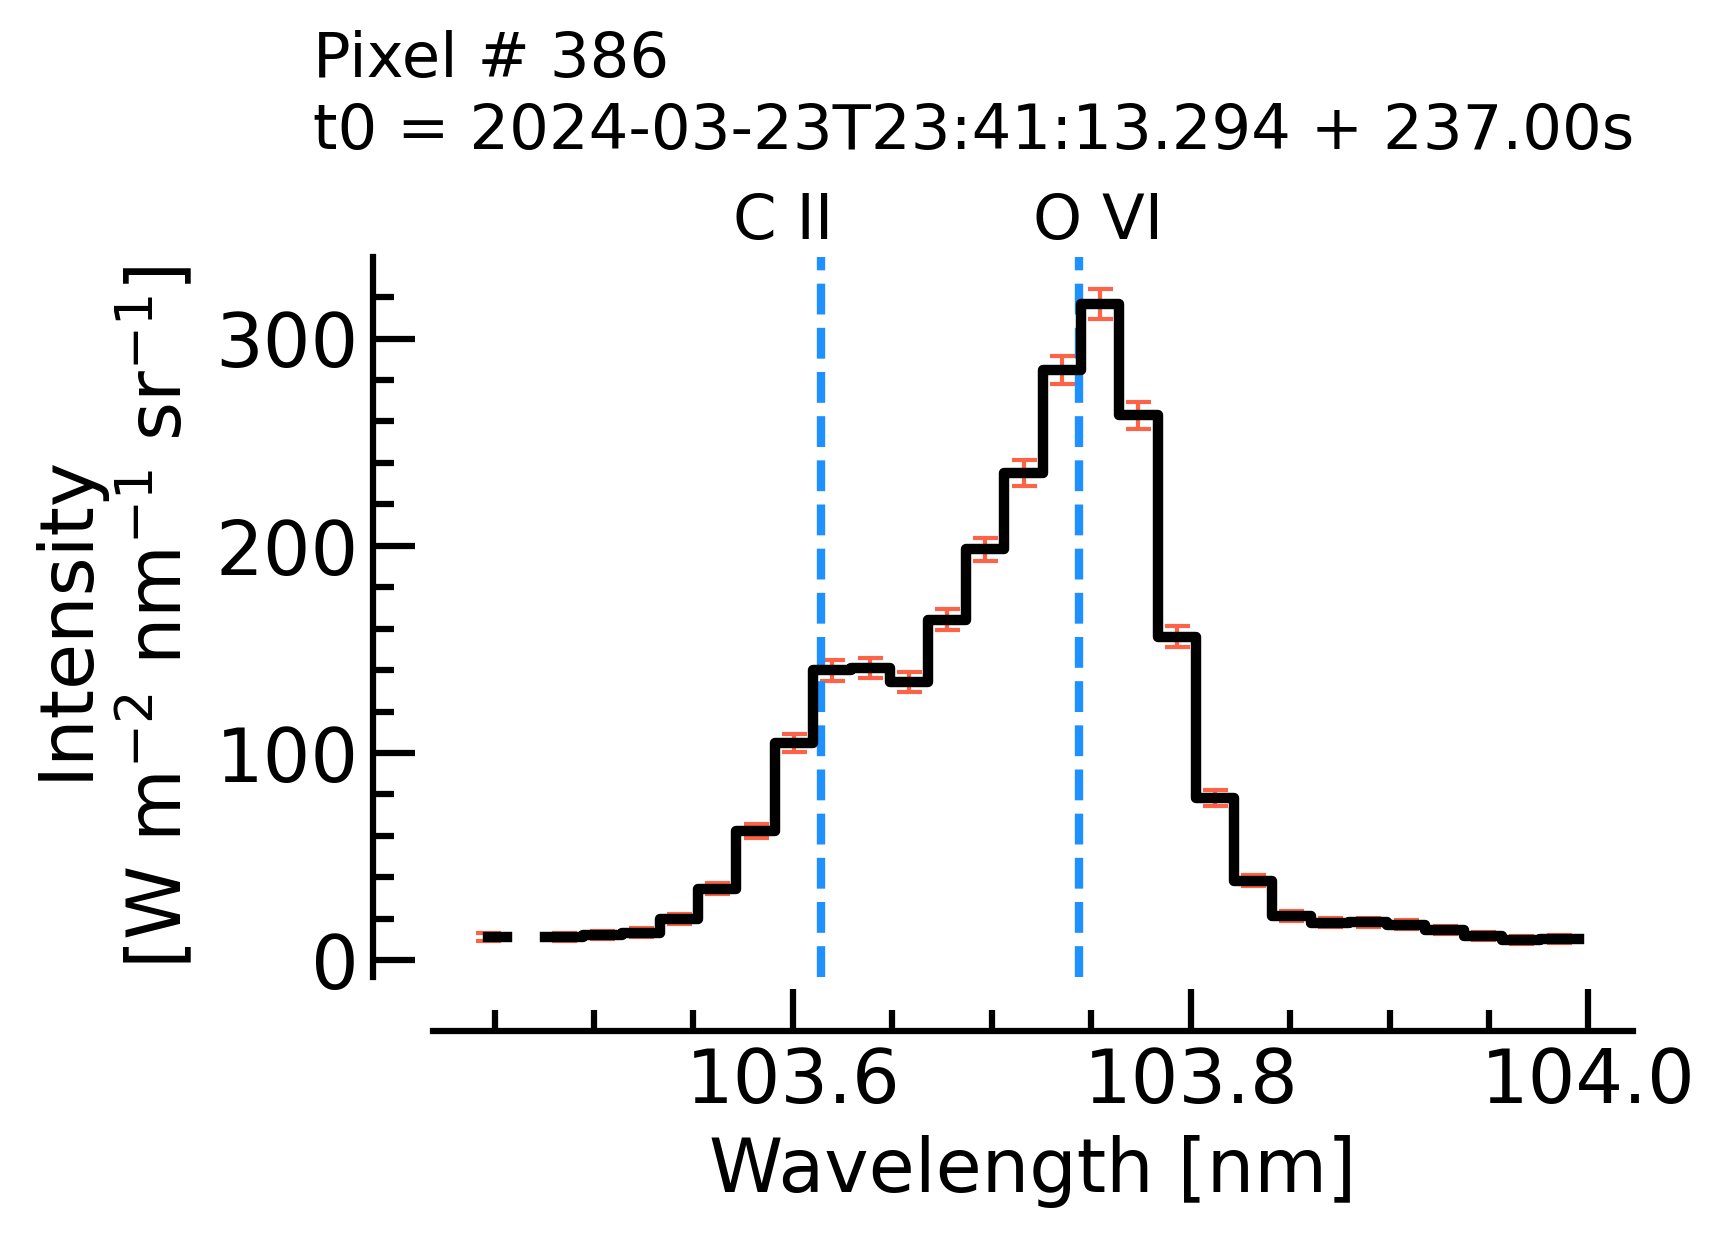 Pixel # 386
t0 = 2024-03-23T23:41:13.294 + 237.00s
C II O VI
Intensity
[W m⁻² nm⁻¹ sr⁻¹]
300
200
100
0
103.6 103.8 104.0
Wavelength [nm]